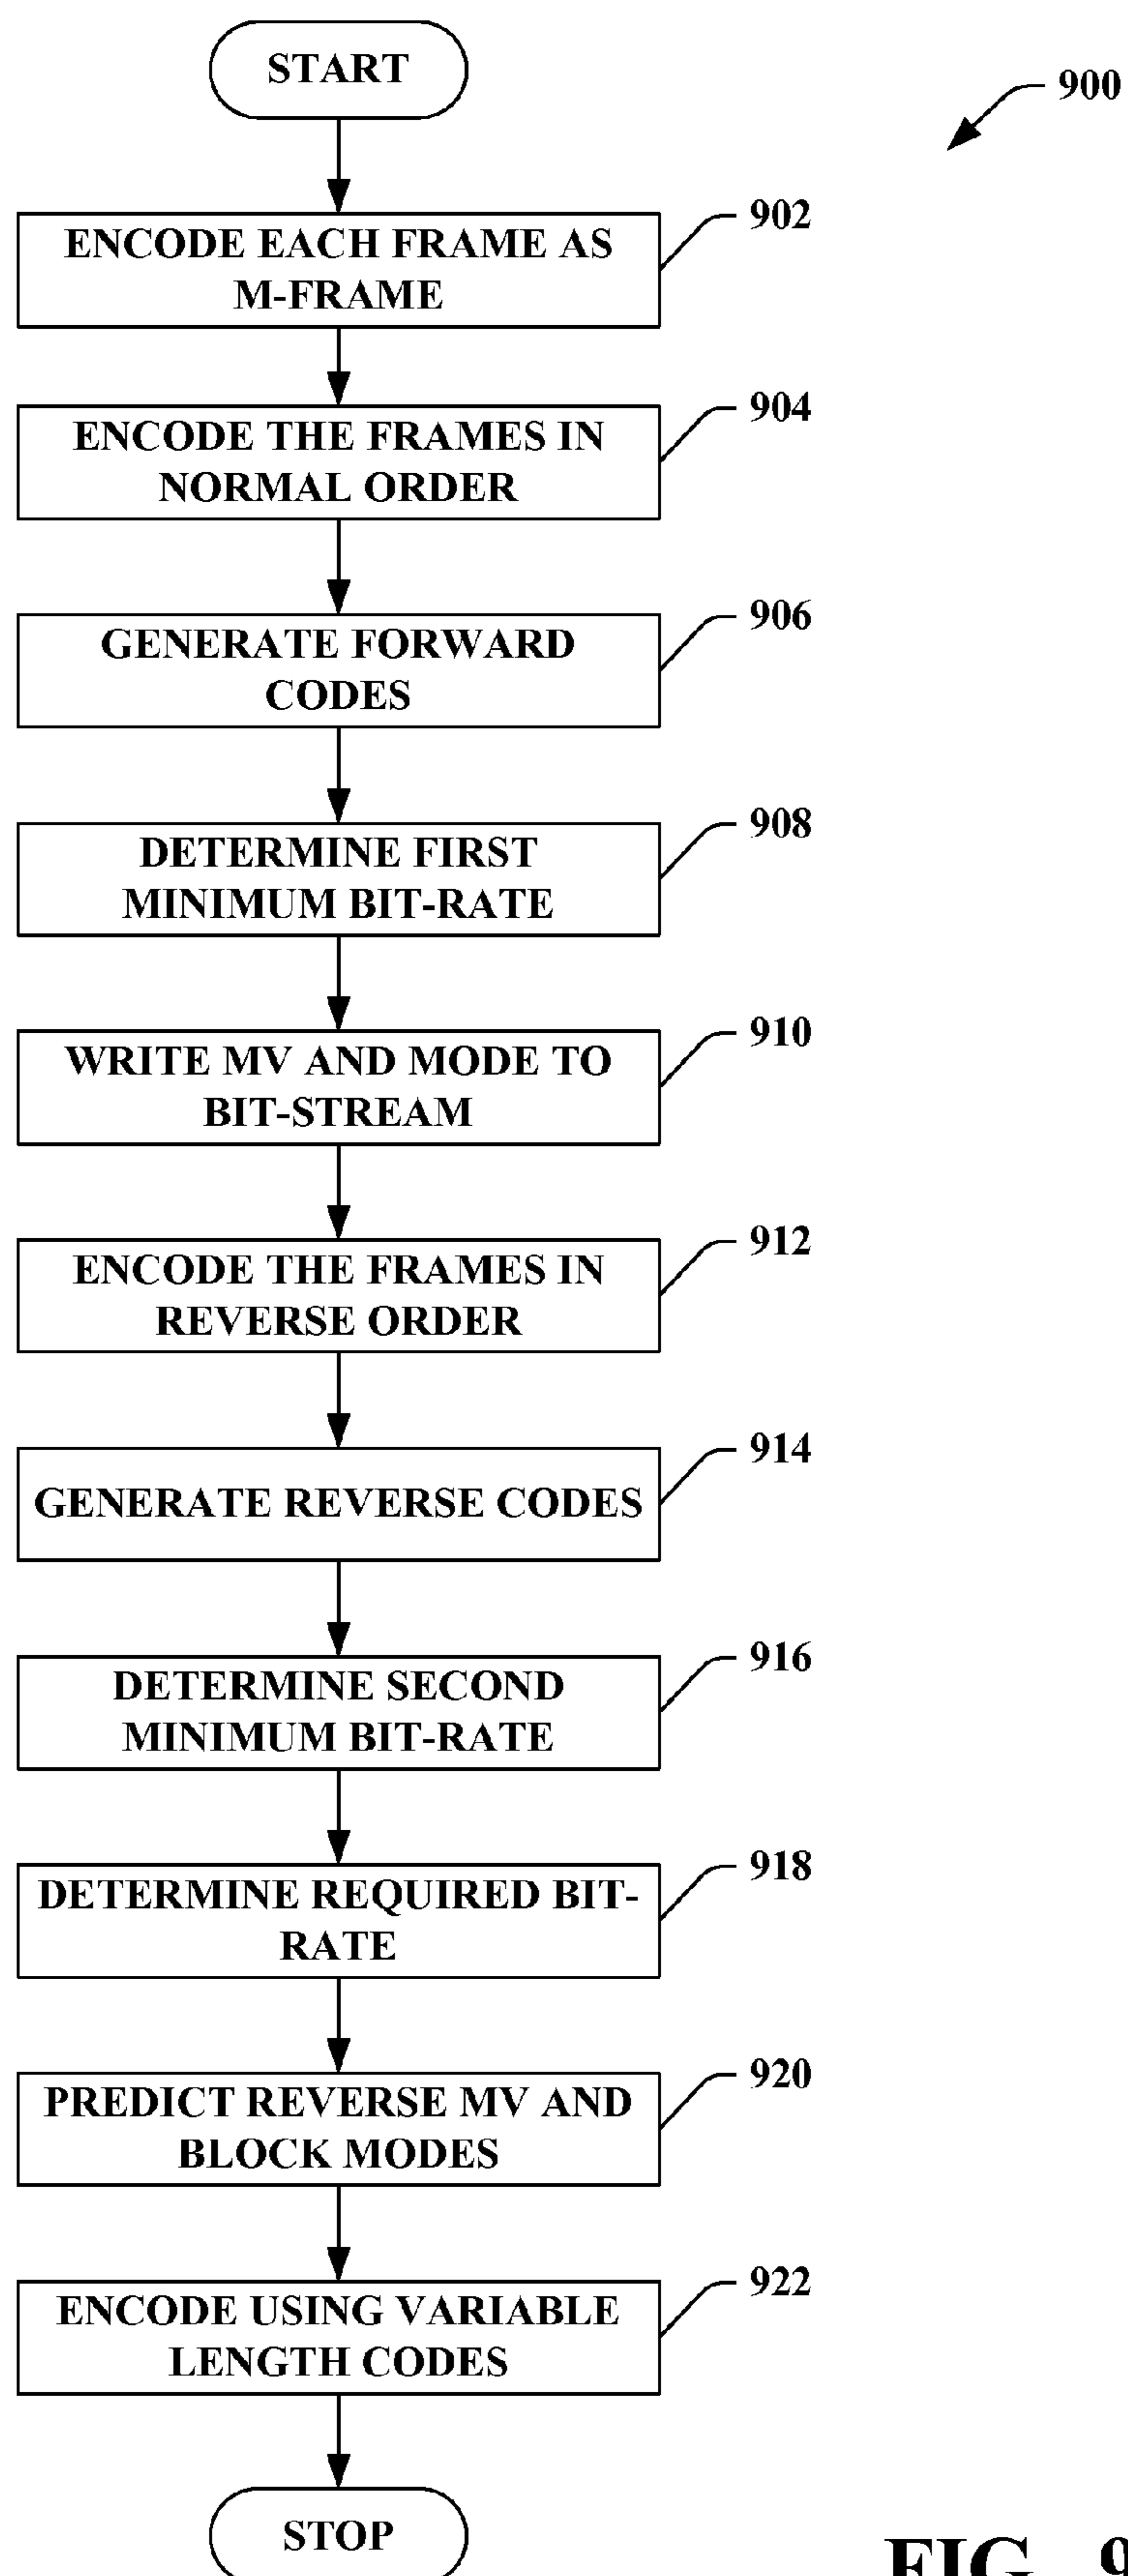 START
900
ENCODE EACH FRAME AS
M-FRAME
902
ENCODE THE FRAMES IN
NORMAL ORDER
904
GENERATE FORWARD
CODES
906
DETERMINE FIRST
MINIMUM BIT-RATE
908
WRITE MV AND MODE TO
BIT-STREAM
910
ENCODE THE FRAMES IN
REVERSE ORDER
912
GENERATE REVERSE CODES
914
DETERMINE SECOND
MINIMUM BIT-RATE
916
DETERMINE REQUIRED BIT-
RATE
918
PREDICT REVERSE MV AND
BLOCK MODES
920
ENCODE USING VARIABLE
LENGTH CODES
922
STOP
FIG. 9